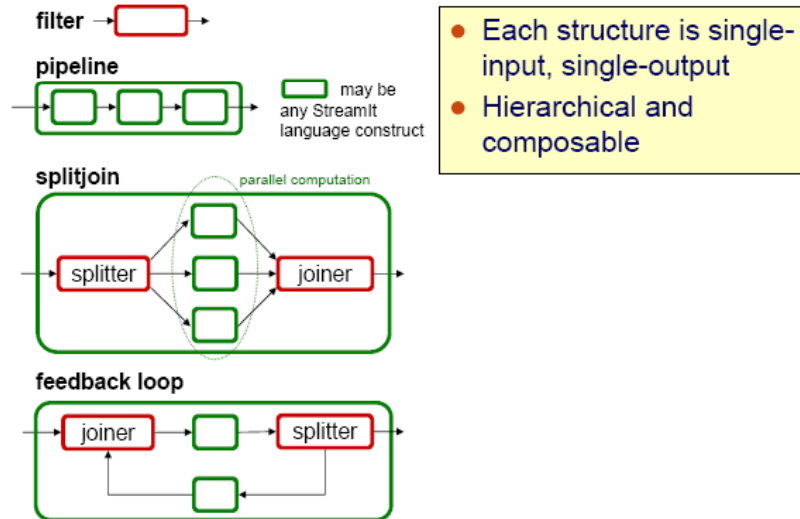 filter
pipeline
may be
any StreamIt
language construct
splitjoin
parallel computation
splitter
joiner
feedback loop
joiner
splitter
• Each structure is single-
input, single-output
• Hierarchical and
composable